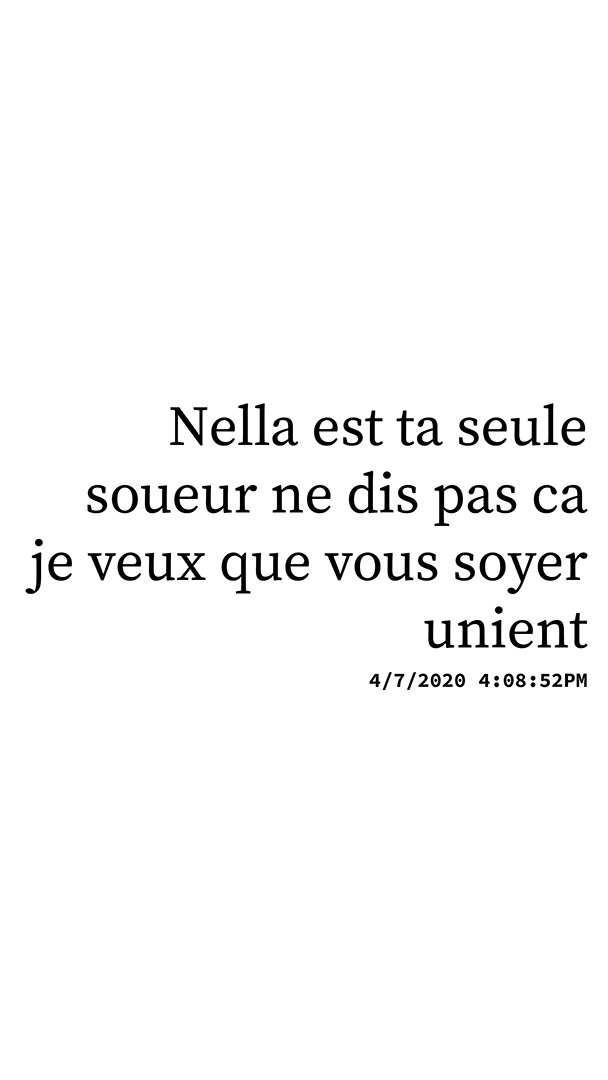 Nella est ta seule
soueur ne dis pas ca
je veux que vous soyer
unient
4/7/2020 4:08:52PM